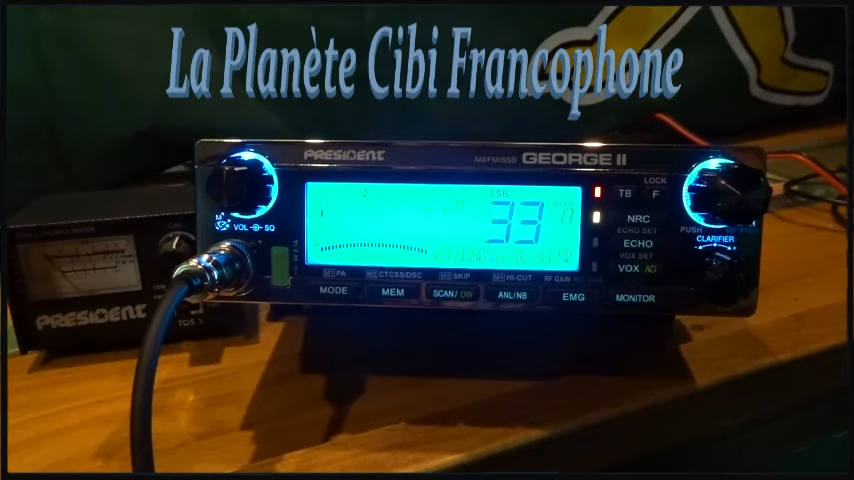 La Planète Cibi Francophone
PRESIDENT
AM/FM/SSB GEORGE II
LOCK
TB F
LSB
33
17
NRC
ECHO SET
ECHO
VOX SET
VOX
VOL SQ
PUSH
CLARIFIER
M1 PA M2 CTCSS/DSC M3 SKIP M4 HI-CUT RF GAIN
MODE MEM SCAN/ DW ANL/NB EMG MONITOR
PRESIDENT